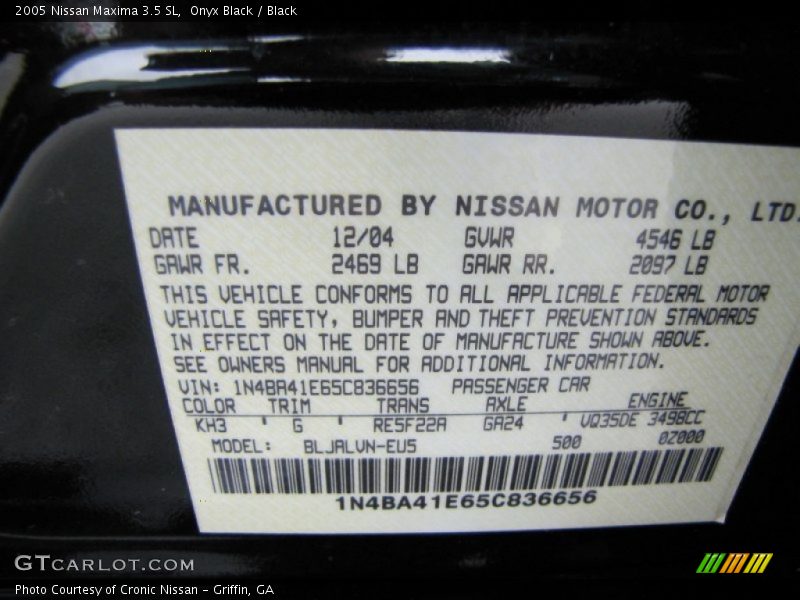 2005 Nissan Maxima 3.5 SL,  Onyx Black / Black
MANUFACTURED BY NISSAN MOTOR CO., LTD.
DATE 12/04 GVWR 4546 LB
GAWR FR. 2469 LB GAWR RR. 2097 LB
THIS VEHICLE CONFORMS TO ALL APPLICABLE FEDERAL MOTOR
VEHICLE SAFETY, BUMPER AND THEFT PREVENTION STANDARDS
IN EFFECT ON THE DATE OF MANUFACTURE SHOWN ABOVE.
SEE OWNERS MANUAL FOR ADDITIONAL INFORMATION.
VIN: 1N4BA41E65C836656 PASSENGER CAR
COLOR TRIM TRANS AXLE ENGINE
KH3 ' G ' RE5F22A GA24 ' VQ35DE 3498CC
MODEL: BLJALVN-EU5 500 0Z000
1N4BA41E65C836656
GTCARLOT.COM
Photo Courtesy of Cronic Nissan – Griffin, GA